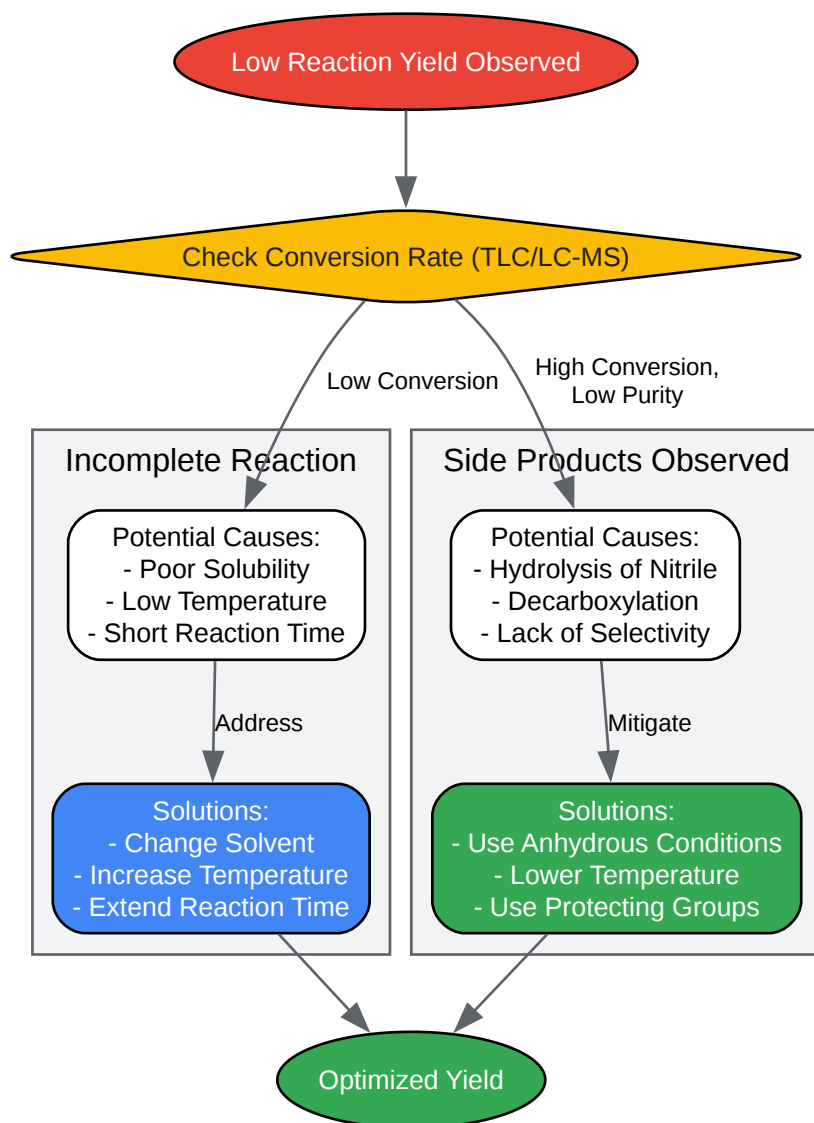 Low Reaction Yield Observed
Check Conversion Rate (TLC/LC-MS)
Low Conversion
High Conversion,
Low Purity
Incomplete Reaction
Potential Causes:
- Poor Solubility
- Low Temperature
- Short Reaction Time
Address
Solutions:
- Change Solvent
- Increase Temperature
- Extend Reaction Time
Side Products Observed
Potential Causes:
- Hydrolysis of Nitrile
- Decarboxylation
- Lack of Selectivity
Mitigate
Solutions:
- Use Anhydrous Conditions
- Lower Temperature
- Use Protecting Groups
Optimized Yield